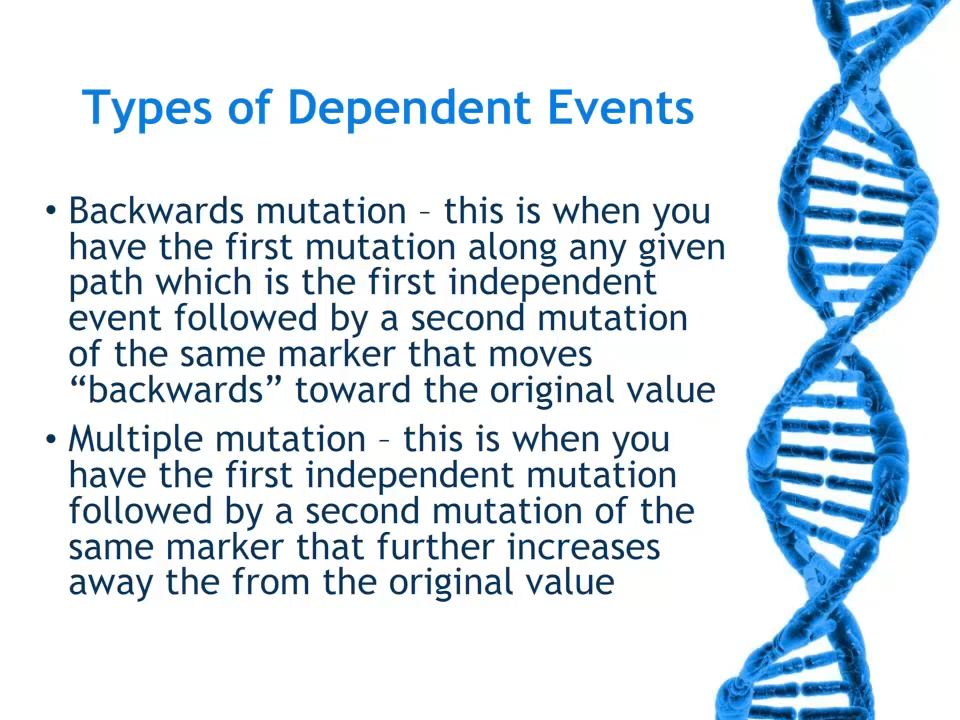 Types of Dependent Events
• Backwards mutation – this is when you
have the first mutation along any given
path which is the first independent
event followed by a second mutation
of the same marker that moves
“backwards” toward the original value
• Multiple mutation – this is when you
have the first independent mutation
followed by a second mutation of the
same marker that further increases
away the from the original value